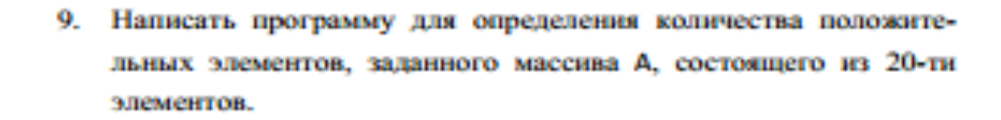 9. Написать программу для определения количества положите-
льных элементов, заданного массива А, состоящего из 20-ти
элементов.